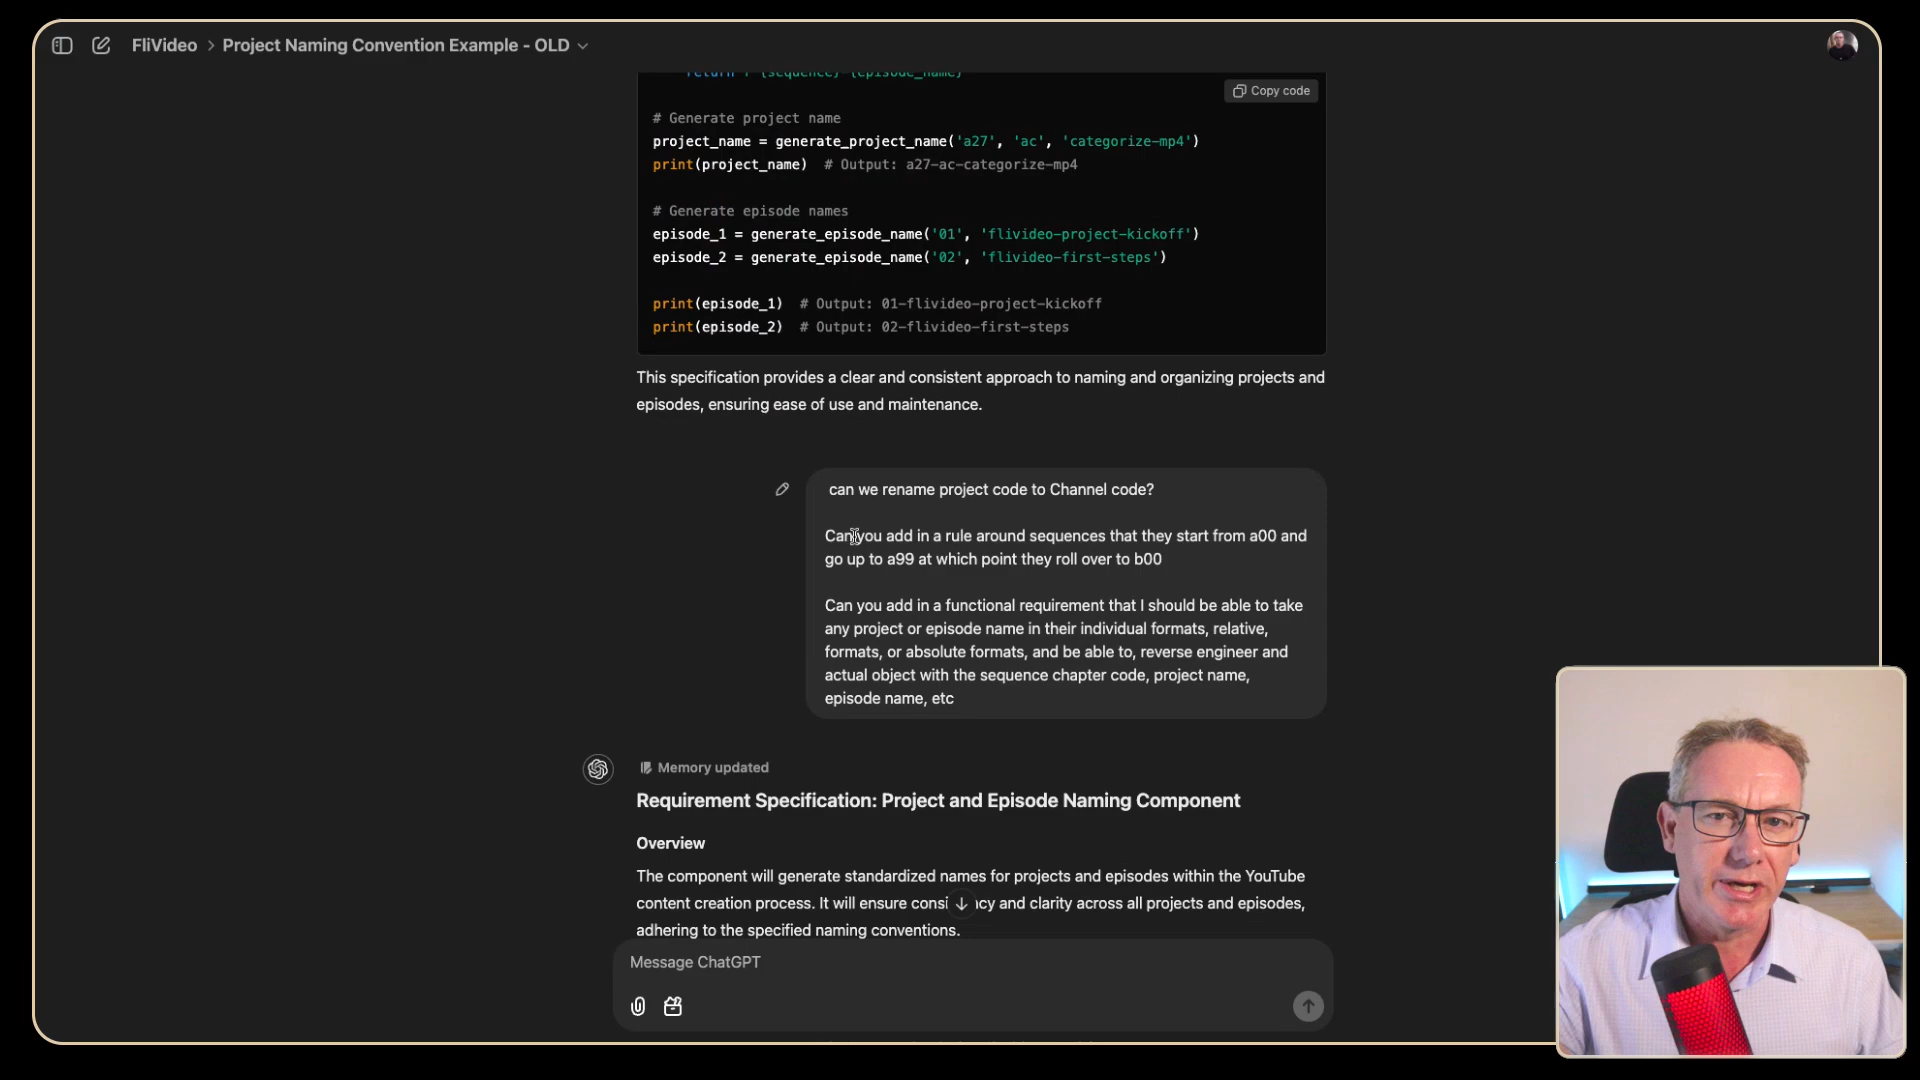 FliVideo > Project Naming Convention Example - OLD
return f'{sequence}-{episode_name}'
Copy code
# Generate project name
project_name = generate_project_name('a27', 'ac', 'categorize-mp4')
print(project_name)  # Output: a27-ac-categorize-mp4
# Generate episode names
episode_1 = generate_episode_name('01', 'flivideo-project-kickoff')
episode_2 = generate_episode_name('02', 'flivideo-first-steps')
print(episode_1)  # Output: 01-flivideo-project-kickoff
print(episode_2)  # Output: 02-flivideo-first-steps
This specification provides a clear and consistent approach to naming and organizing projects and
episodes, ensuring ease of use and maintenance.
can we rename project code to Channel code?
Can you add in a rule around sequences that they start from a00 and
go up to a99 at which point they roll over to b00
Can you add in a functional requirement that I should be able to take
any project or episode name in their individual formats, relative,
formats, or absolute formats, and be able to, reverse engineer and
actual object with the sequence chapter code, project name,
episode name, etc
Memory updated
Requirement Specification: Project and Episode Naming Component
Overview
The component will generate standardized names for projects and episodes within the YouTube
content creation process. It will ensure and clarity across all projects and episodes,
adhering to the specified naming conventions.
Message ChatGPT